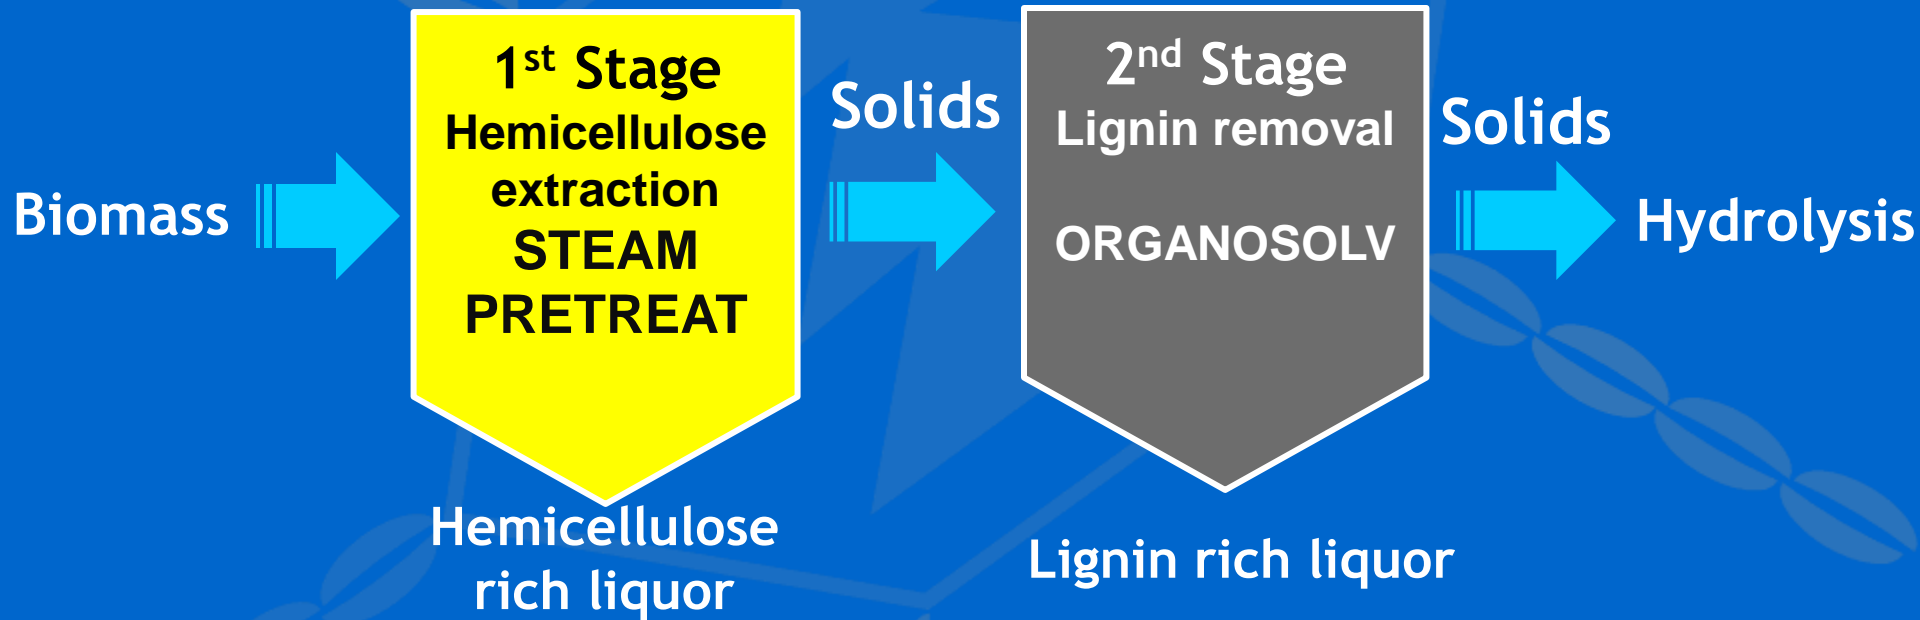 Biomass
1st Stage
Hemicellulose
extraction
STEAM
PRETREAT
Hemicellulose
rich liquor
Solids
2nd Stage
Lignin removal
ORGANOSOLV
Lignin rich liquor
Solids
Hydrolysis